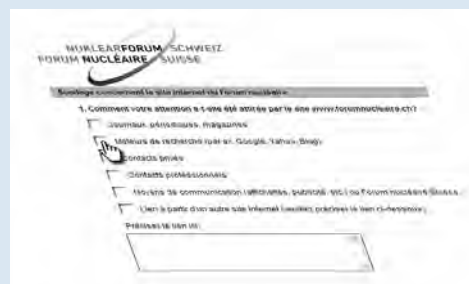 NUKLEARFORUM SCHWEIZ
FORUM NUCLÉAIRE SUISSE
Sondage concernant le site internet du Forum nucléaire
1. Comment votre attention a-t-elle été attirée par le site www.forumnucleaire.ch?
Journaux, périodiques, magazines
Moteurs de recherche (par ex. Google, Yahoo, Bing)
Contacts privés
Contacts professionnels
Moyens de communication (affichettes, publicité, etc.) du Forum nucléaire Suisse
Lien à partir d'un autre site internet (veuillez préciser le lien ci-dessous)
Préciser le lien ici: